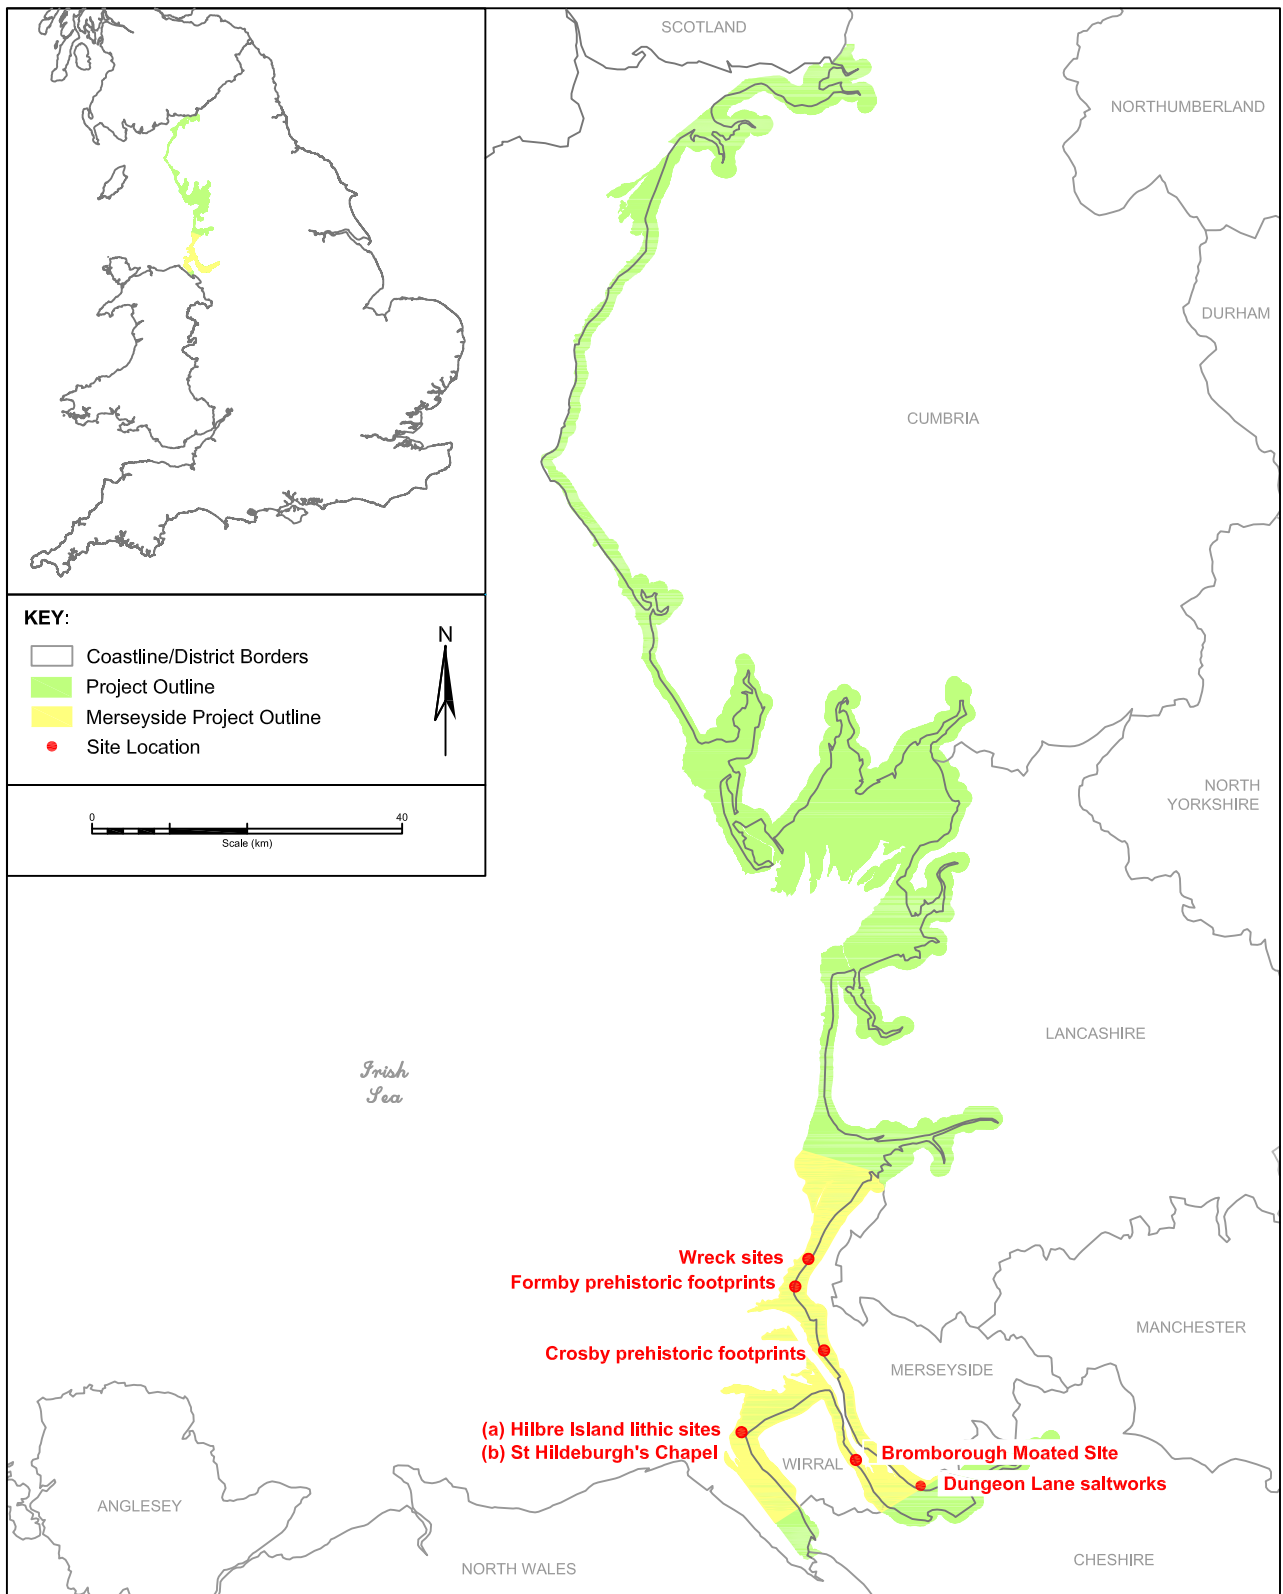 SCOTLAND
NORTHUMBERLAND
DURHAM
CUMBRIA
KEY:
N
Coastline/District Borders
Project Outline
Merseyside Project Outline
Site Location
0
40
Scale (km)
NORTH
YORKSHIRE
LANCASHIRE
Irish
Sea
Wreck sites
Formby prehistoric footprints
Crosby prehistoric footprints
MANCHESTER
MERSEYSIDE
(a) Hilbre Island lithic sites
(b) St Hildeburgh's Chapel
WIRRAL
Bromborough Moated SIte
Dungeon Lane saltworks
ANGLESEY
NORTH WALES
CHESHIRE